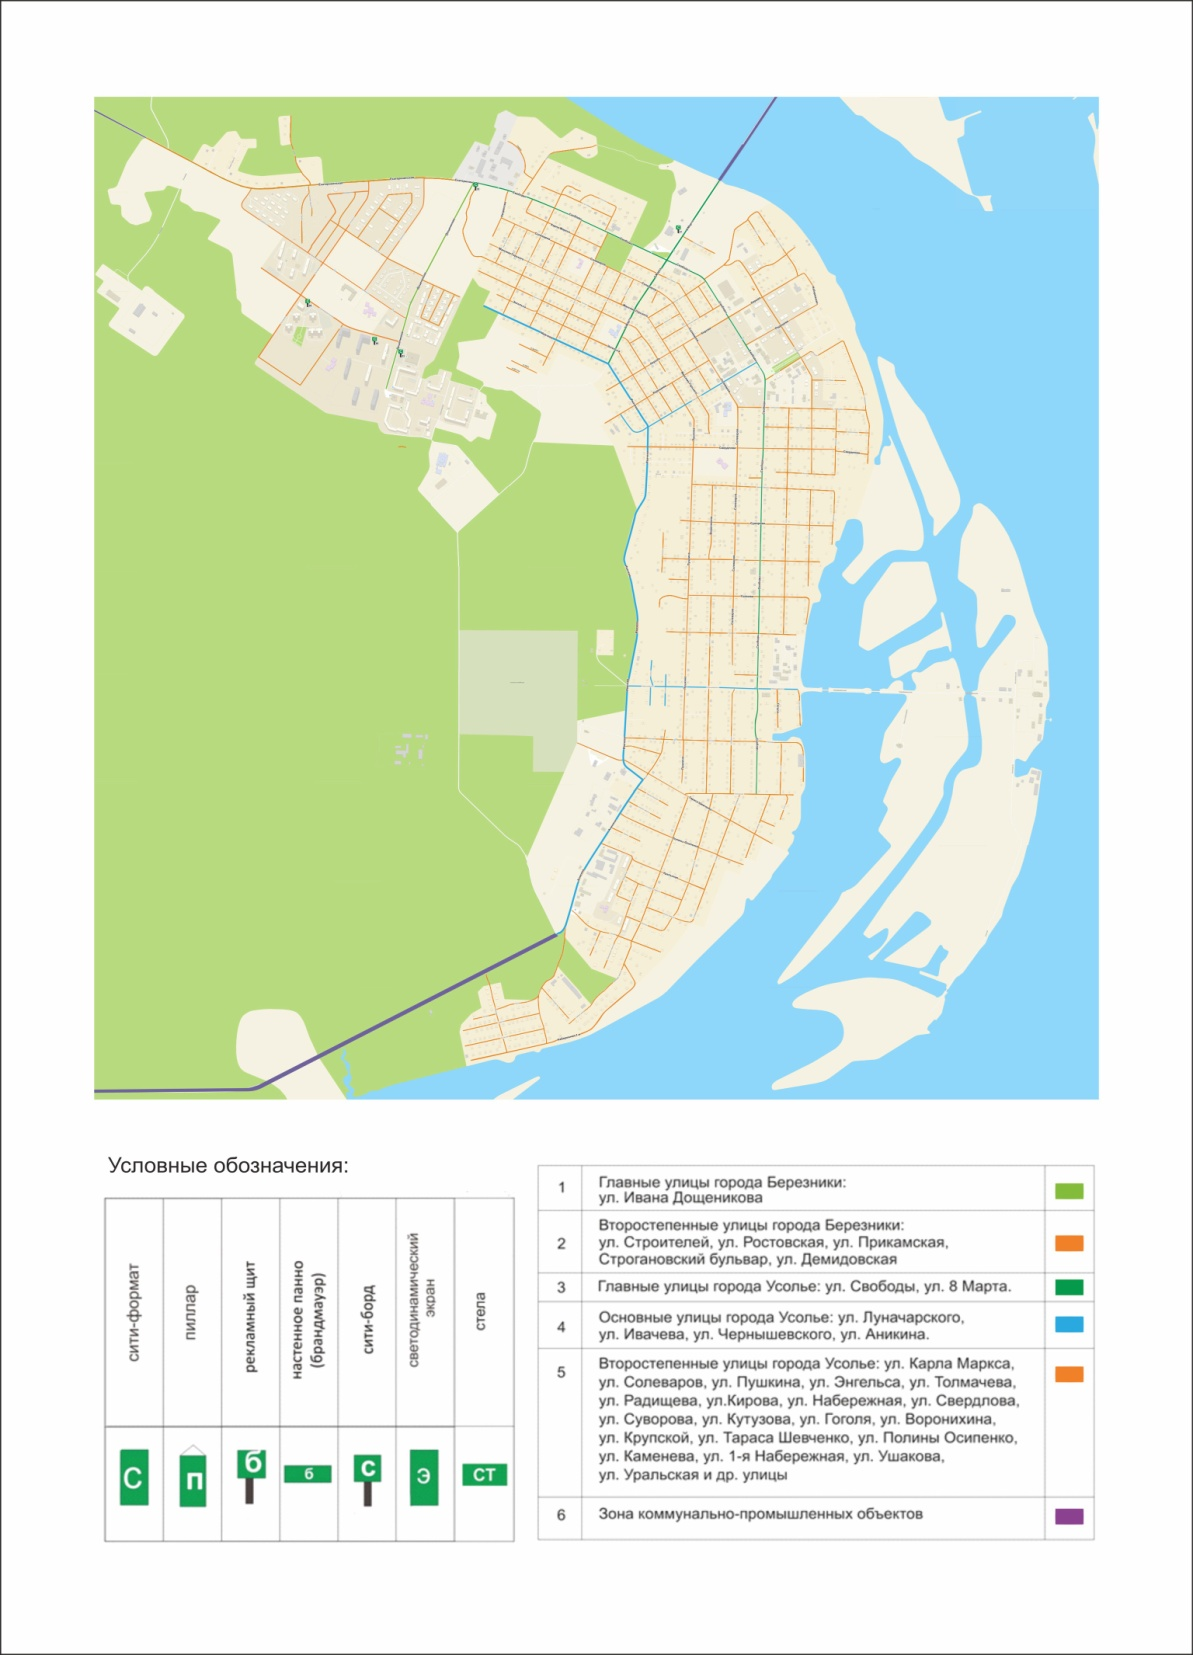 Условные обозначения:
сити-формат
пиллар
рекламный щит
настенное панно
(брандмауэр)
сити-борд
светодинамический
экран
стела
С
п
б
б
с
Э
СТ
1
Главные улицы города Березники:
ул. Ивана Дощеникова
2
Второстепенные улицы города Березники:
ул. Строителей, ул. Ростовская, ул. Прикамская,
Строгановский бульвар, ул. Демидовская
3
Главные улицы города Усолье: ул. Свободы, ул. 8 Марта.
4
Основные улицы города Усолье: ул. Луначарского,
ул. Ивачева, ул. Чернышевского, ул. Аникина.
5
Второстепенные улицы города Усолье: ул. Карла Маркса,
ул. Солеваров, ул. Пушкина, ул. Энгельса, ул. Толмачева,
ул. Радищева, ул.Кирова, ул. Набережная, ул. Свердлова,
ул. Суворова, ул. Кутузова, ул. Гоголя, ул. Воронихина,
ул. Крупской, ул. Тараса Шевченко, ул. Полины Осипенко,
ул. Каменева, ул. 1-я Набережная, ул. Ушакова,
ул. Уральская и др. улицы
6
Зона коммунально-промышленных объектов